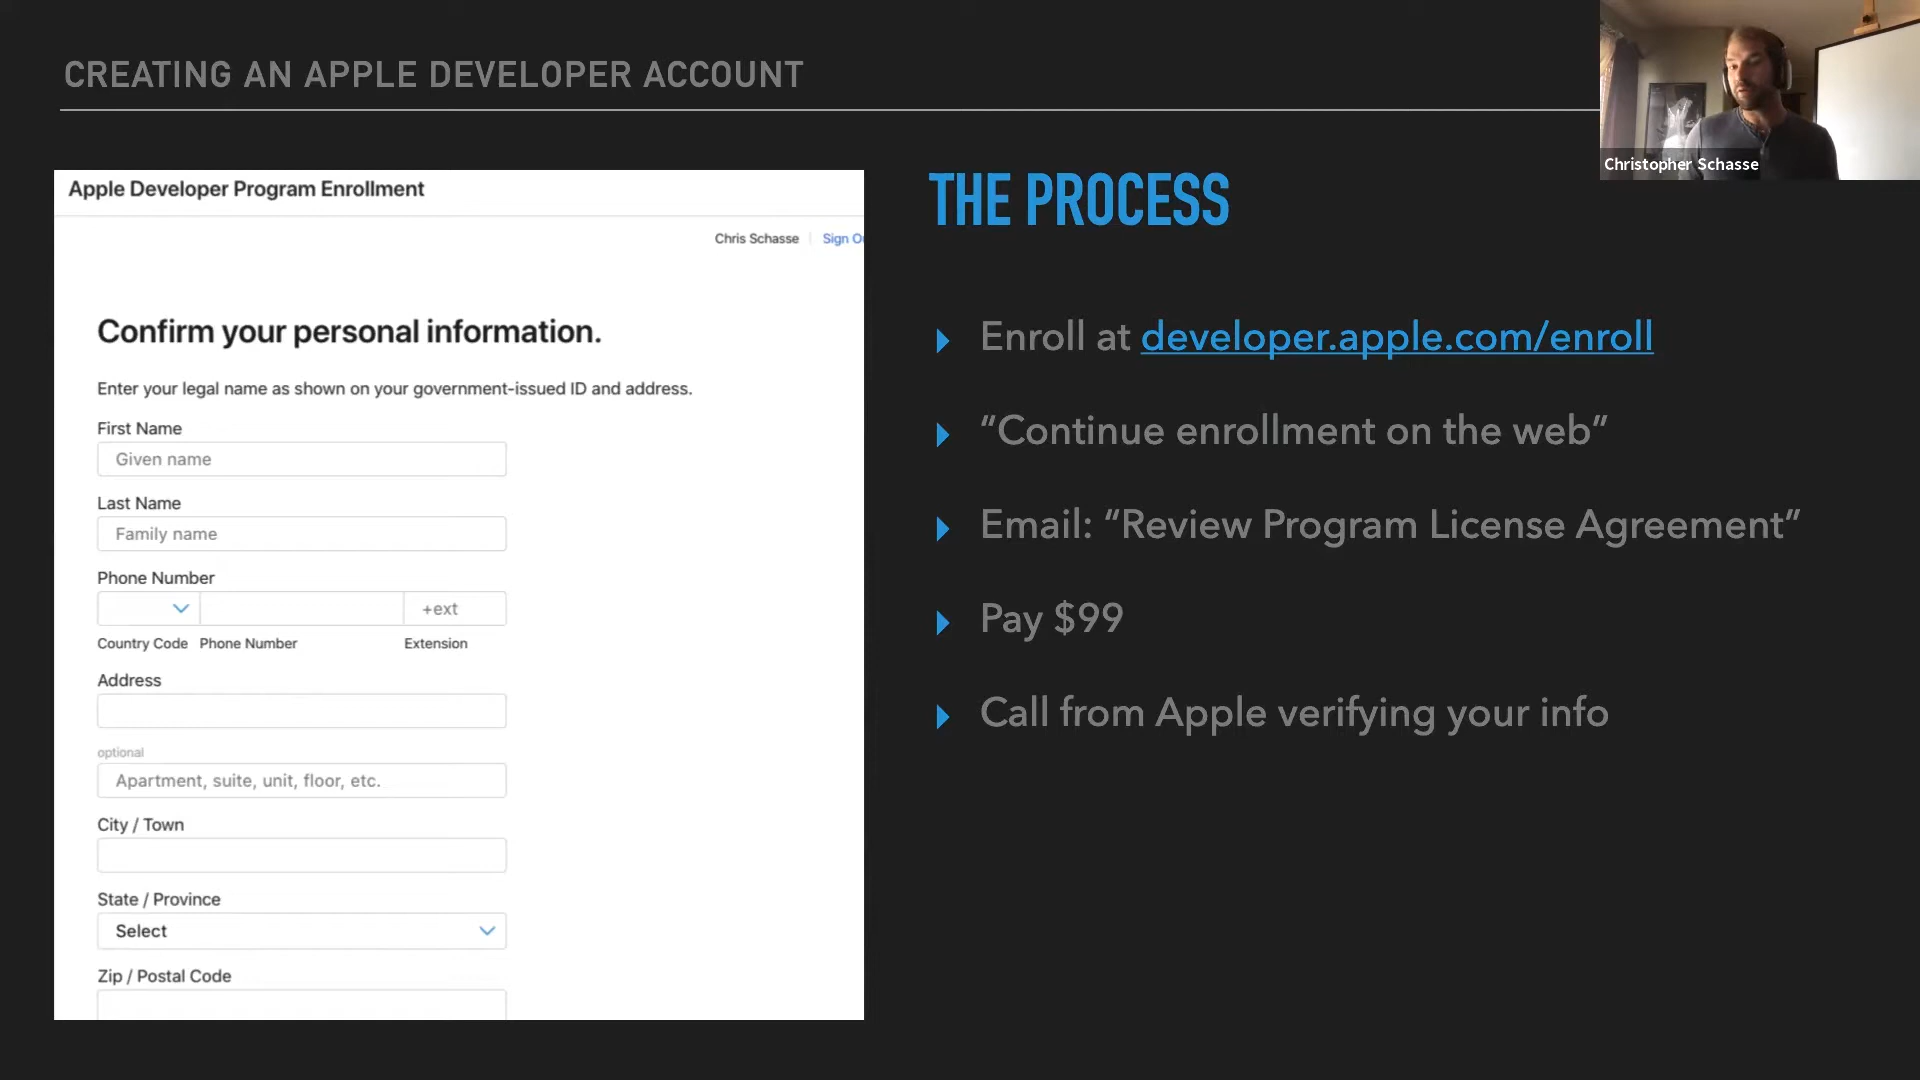 CREATING AN APPLE DEVELOPER ACCOUNT
Christopher Schasse
Apple Developer Program Enrollment
Chris Schasse
Sign O
Confirm your personal information.
Enter your legal name as shown on your government-issued ID and address.
First Name
Given name
Last Name
Family name
Phone Number
+ext
Country Code Phone Number Extension
Address
optional
Apartment, suite, unit, floor, etc.
City / Town
State / Province
Select
Zip / Postal Code
THE PROCESS
Enroll at developer.apple.com/enroll
“Continue enrollment on the web”
Email: “Review Program License Agreement”
Pay $99
Call from Apple verifying your info